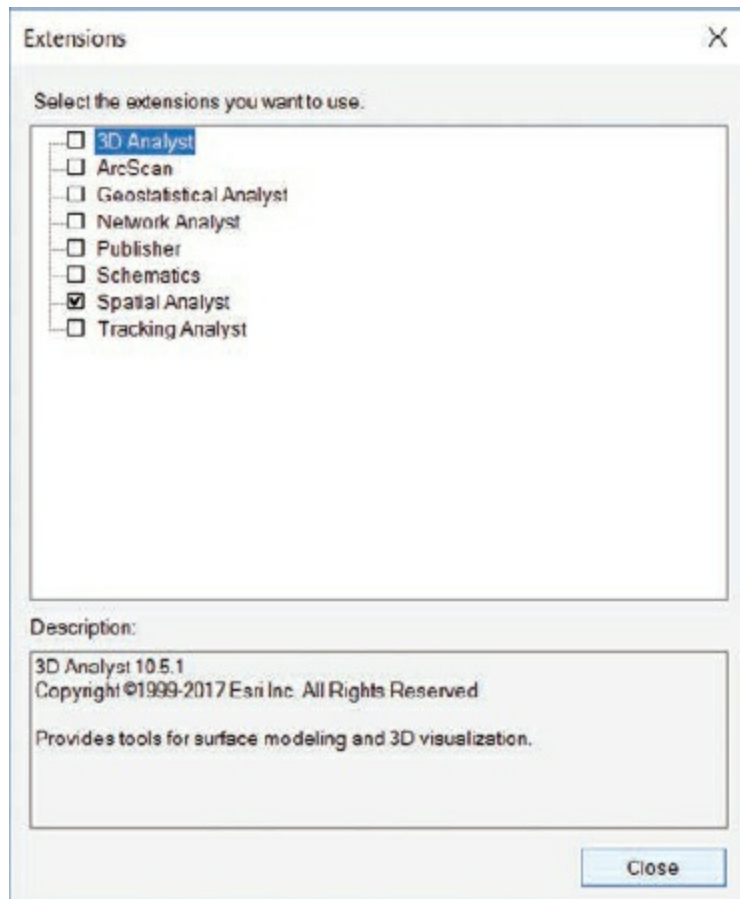 Extensions
Select the extensions you want to use.
3D Analyst
ArcScan
Geostatistical Analyst
Network Analyst
Publisher
Schematics
Spatial Analyst
Tracking Analyst
Description:
3D Analyst 10.5.1
Copyright ©1999-2017 Esri Inc. All Rights Reserved
Provides tools for surface modeling and 3D visualization.
Close